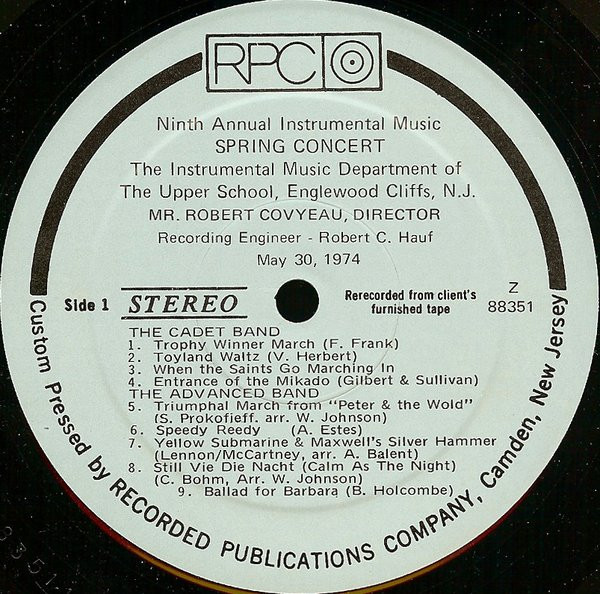 RPC
Ninth Annual Instrumental Music
SPRING CONCERT
The Instrumental Music Department of
The Upper School, Englewood Cliffs, N.J.
MR. ROBERT COVYEAU, DIRECTOR
Recording Engineer - Robert C. Hauf
May 30, 1974
Side 1
STEREO
Rerecorded from client's
furnished tape
Z
88351
THE CADET BAND
1. Trophy Winner March (F. Frank)
2. Toyland Waltz (V. Herbert)
3. When the Saints Go Marching In
4. Entrance of the Mikado (Gilbert & Sullivan)
THE ADVANCED BAND
5. Triumphal March from "Peter & the Wold"
(S. Prokofieff, arr. W. Johnson)
6. Speedy Reedy (A. Estes)
7. Yellow Submarine & Maxwell's Silver Hammer
(Lennon/McCartney, arr. A. Balent)
8. Still Vie Die Nacht (Calm As The Night)
(C. Bohm, Arr. W. Johnson)
9. Ballad for Barbara (B. Holcombe)
Custom Pressed by RECORDED PUBLICATIONS COMPANY, Camden, New Jersey